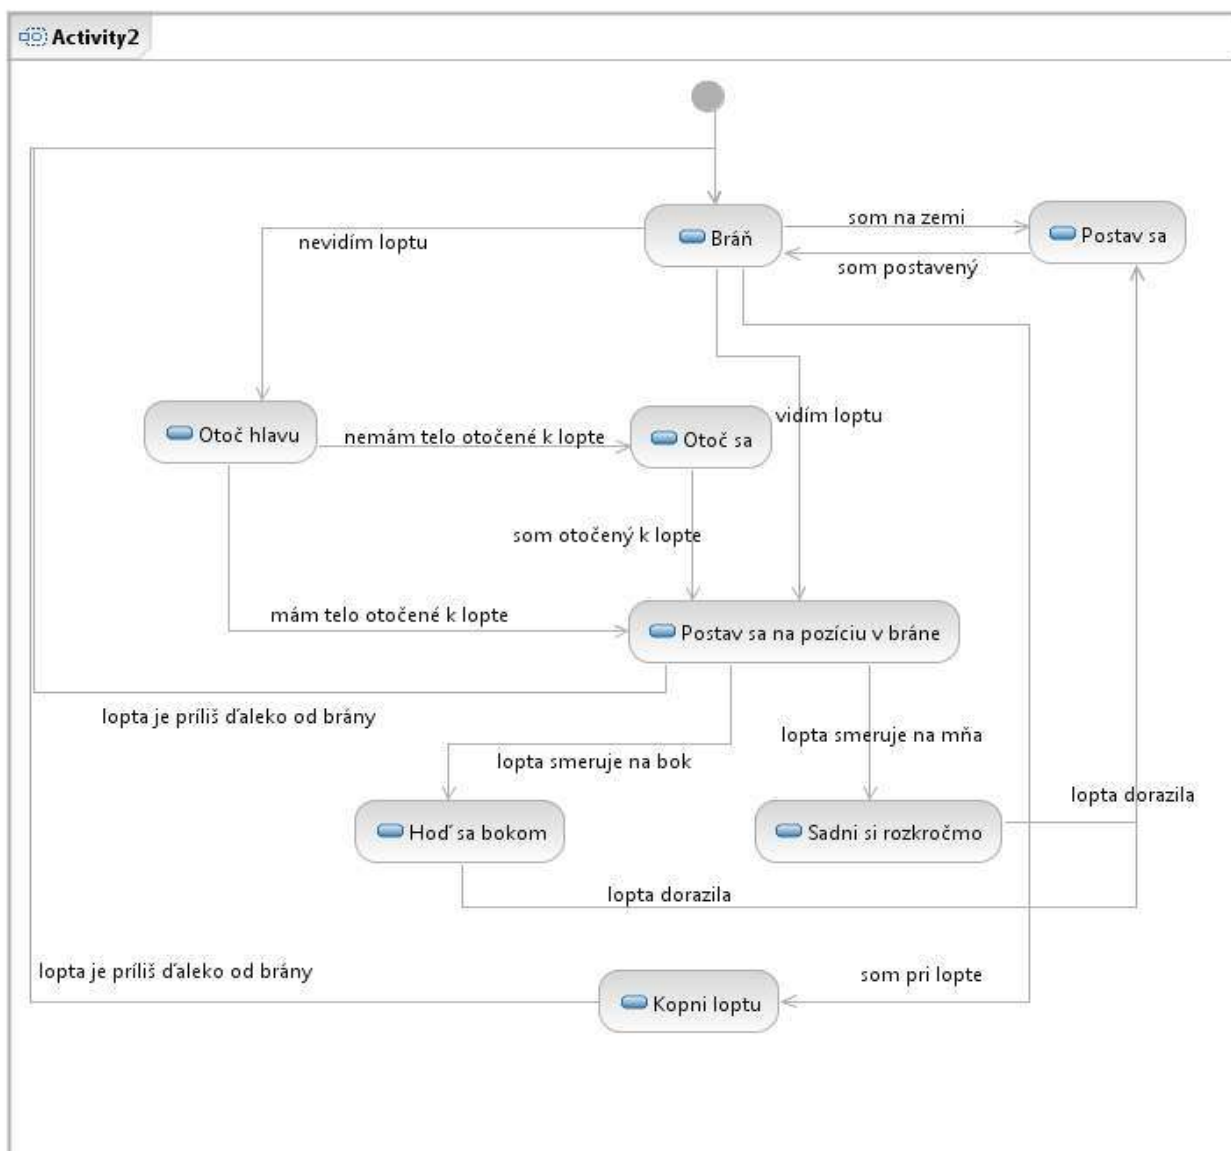 Activity2
som na zemi
Bráň
Postav sa
nevidím loptu
som postavený
Otoč hlavu
nemám telo otočené k lopte
Otoč sa
vidím loptu
som otočený k lopte
mám telo otočené k lopte
Postav sa na pozíciu v bráne
lopta je príliš ďaleko od brány
lopta smeruje na mňa
lopta smeruje na bok
lopta dorazila
Hoď sa bokom
Sadni si rozkročmo
lopta dorazila
lopta je príliš ďaleko od brány
som pri lopte
Kopni loptu